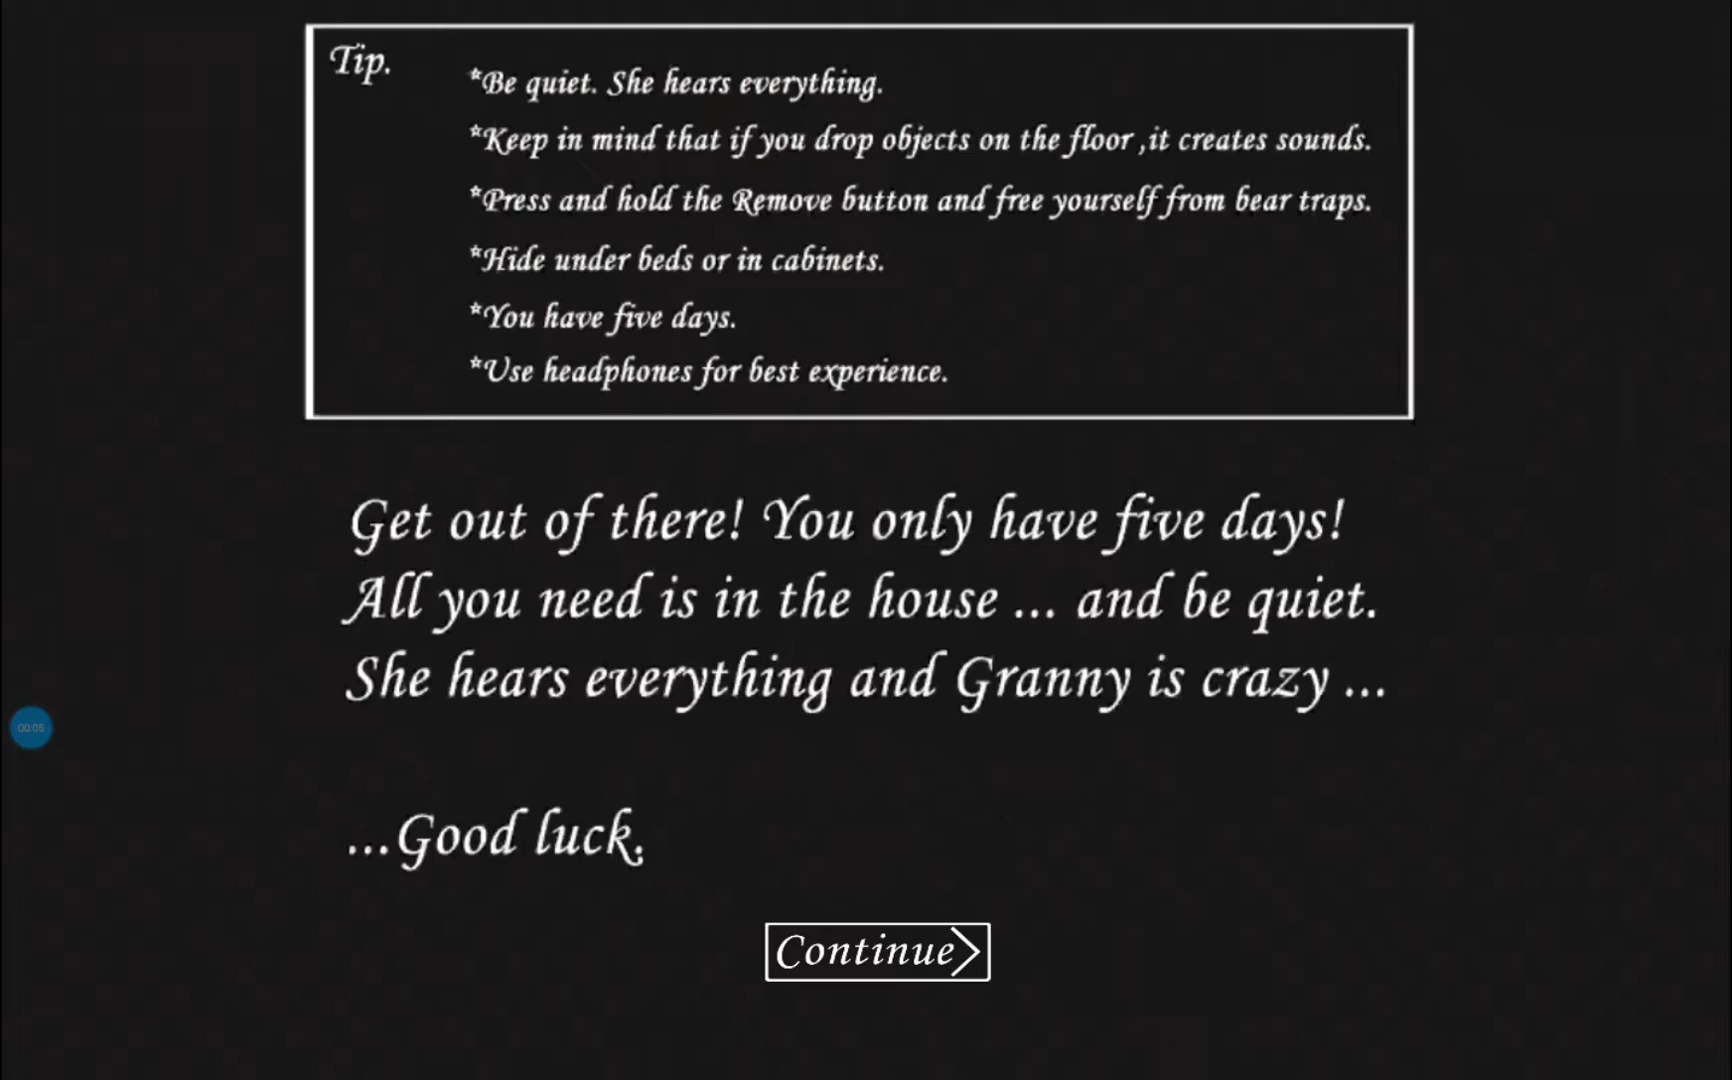 Tip.
*Be quiet. She hears everything.
*Keep in mind that if you drop objects on the floor ,it creates sounds.
*Press and hold the Remove button and free yourself from bear traps.
*Hide under beds or in cabinets.
*You have five days.
*Use headphones for best experience.
Get out of there! You only have five days!
All you need is in the house ... and be quiet.
She hears everything and Granny is crazy ...
00:05
...Good luck.
Continue>